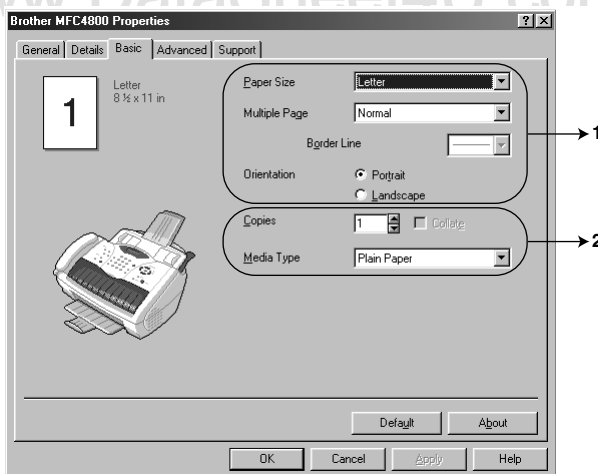 Brother MFC4800 Properties
General Details Basic Advanced Support
1
Letter
8 ½ x 11 in
Paper Size Letter
Multiple Page Normal
Border Line
Orientation Portrait
Landscape
1
Copies 1 Collate
Media Type Plain Paper
2
Default About
OK Cancel Apply Help